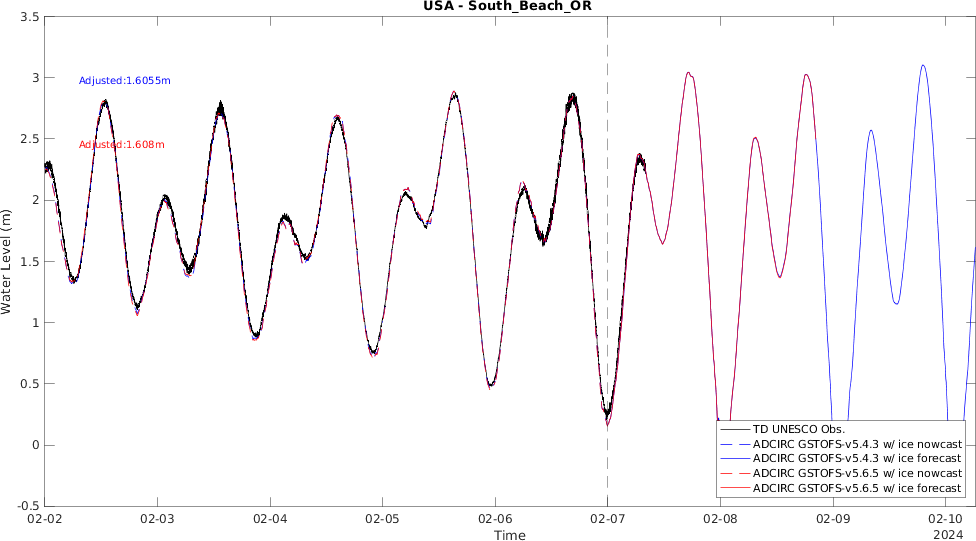 USA - South_Beach_OR
3.5
3
2.5
2
1.5
1
0.5
0
-0.5
Water Level (m)
Adjusted:1.6055m
Adjusted:1.608m
TD UNESCO Obs.
ADCIRC GSTOFS-v5.4.3 w/ ice nowcast
ADCIRC GSTOFS-v5.4.3 w/ ice forecast
ADCIRC GSTOFS-v5.6.5 w/ ice nowcast
ADCIRC GSTOFS-v5.6.5 w/ ice forecast
02-02 02-03 02-04 02-05 02-06 02-07 02-08 02-09 02-10
Time
2024